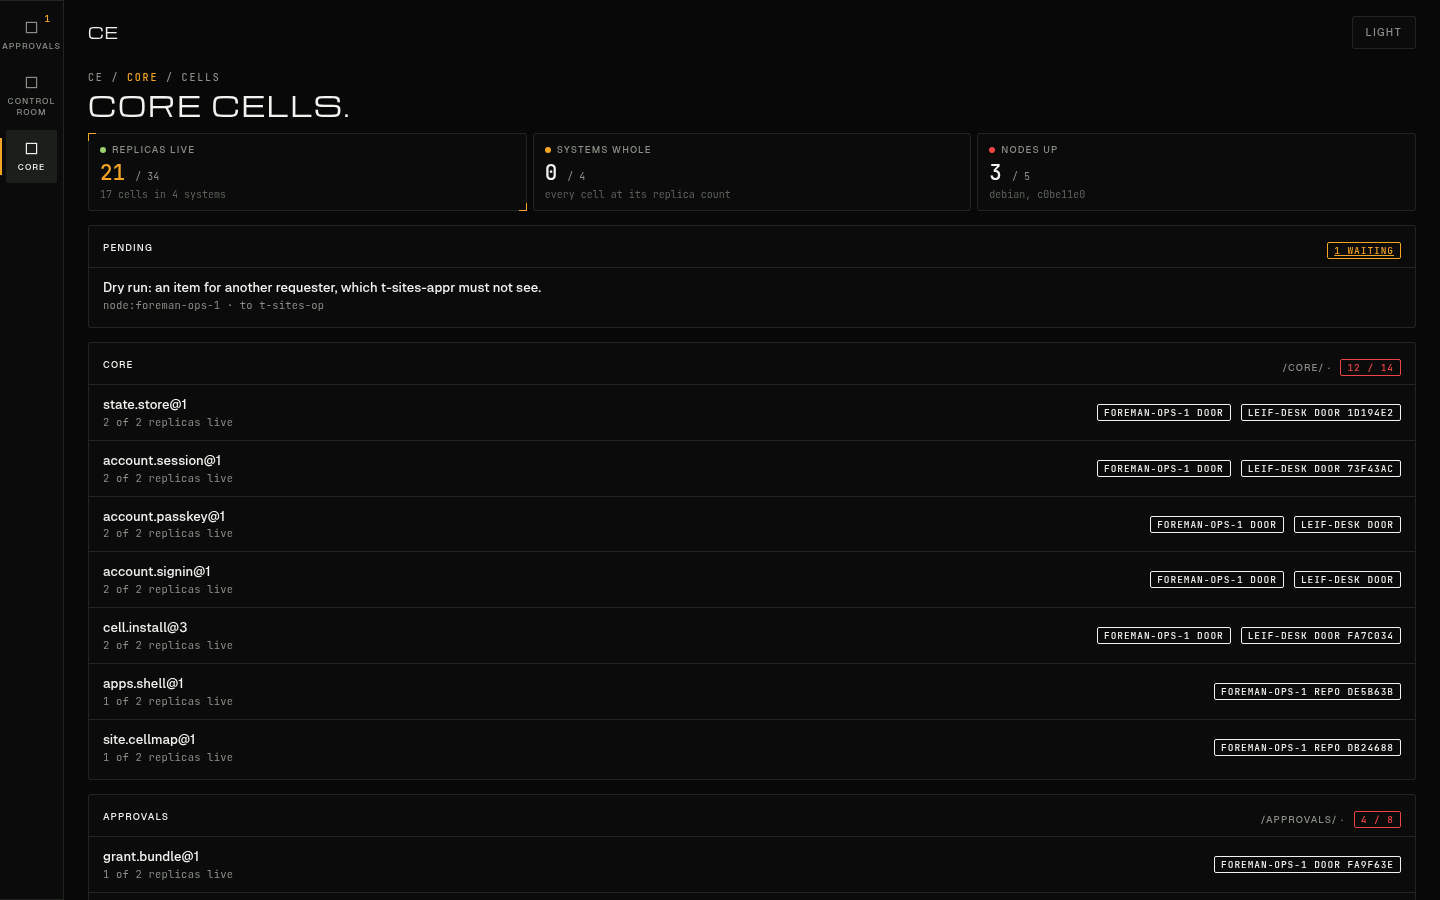 1
APPROVALS
CONTROL
ROOM
CORE
CE
LIGHT
CE / CORE / CELLS
CORE CELLS.
REPLICAS LIVE
21 / 34
17 cells in 4 systems
SYSTEMS WHOLE
0 / 4
every cell at its replica count
NODES UP
3 / 5
debian, c0be11e0
PENDING
1 WAITING
Dry run: an item for another requester, which t-sites-appr must not see.
node:foreman-ops-1 · to t-sites-op
CORE
/CORE/ · 12 / 14
state.store@1
2 of 2 replicas live
FOREMAN-OPS-1 DOOR LEIF-DESK DOOR 1D194E2
account.session@1
2 of 2 replicas live
FOREMAN-OPS-1 DOOR LEIF-DESK DOOR 73F43AC
account.passkey@1
2 of 2 replicas live
FOREMAN-OPS-1 DOOR LEIF-DESK DOOR
account.signin@1
2 of 2 replicas live
FOREMAN-OPS-1 DOOR LEIF-DESK DOOR
cell.install@3
2 of 2 replicas live
FOREMAN-OPS-1 DOOR LEIF-DESK DOOR FA7C034
apps.shell@1
1 of 2 replicas live
FOREMAN-OPS-1 REPO DE5B63B
site.cellmap@1
1 of 2 replicas live
FOREMAN-OPS-1 REPO DB24688
APPROVALS
/APPROVALS/ · 4 / 8
grant.bundle@1
1 of 2 replicas live
FOREMAN-OPS-1 DOOR FA9F63E